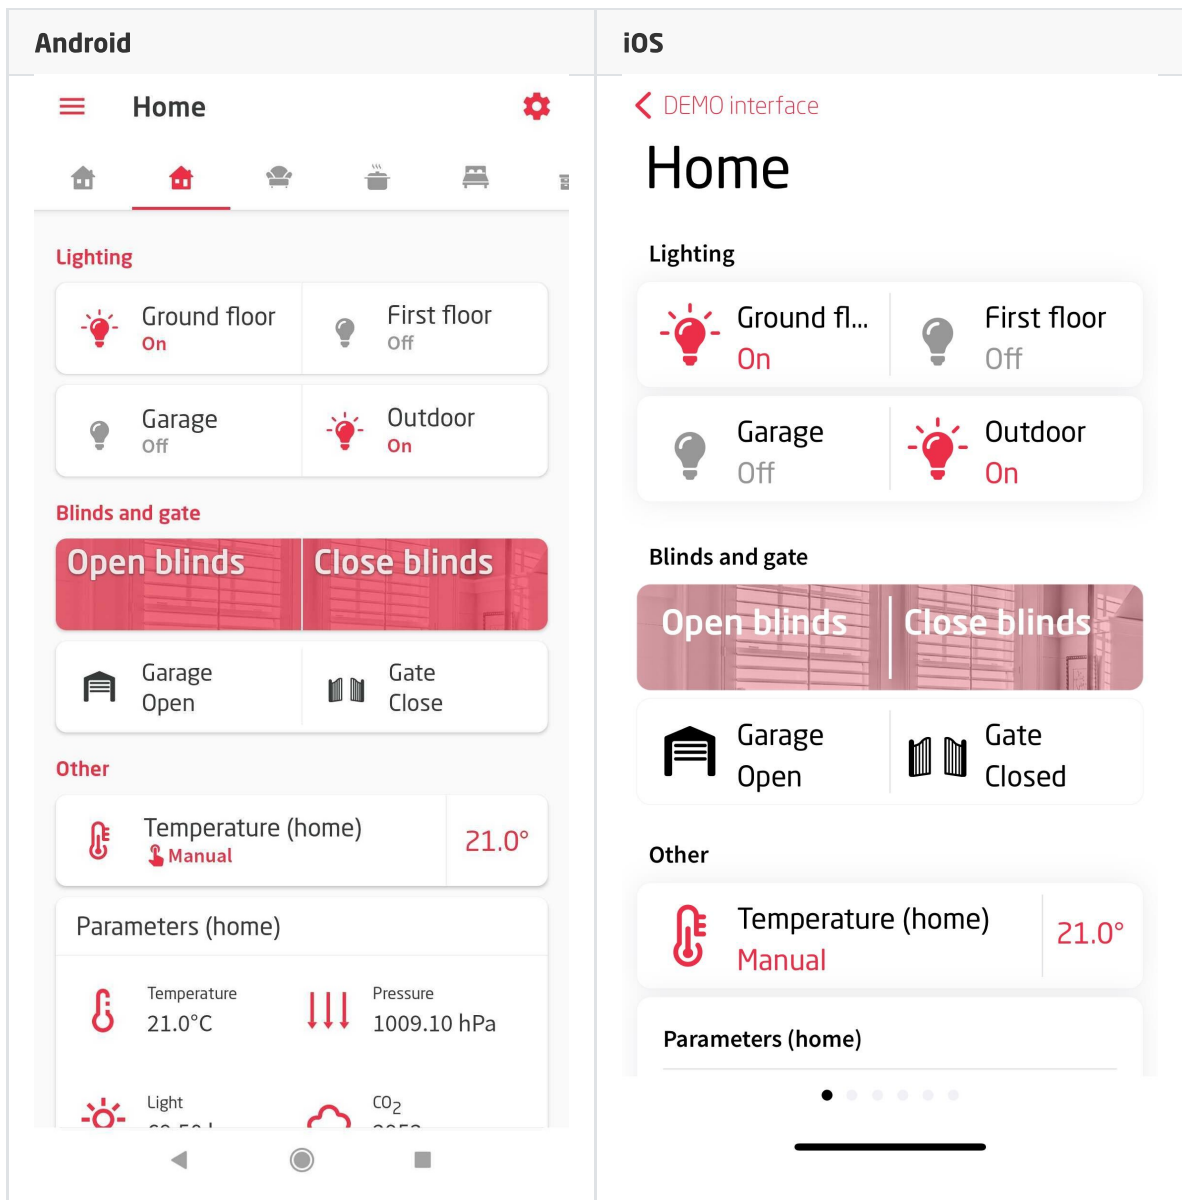 Android
Home
Lighting
Ground floor
On
First floor
Off
Garage
Off
Outdoor
On
Blinds and gate
Open blinds
Close blinds
Garage
Open
Gate
Close
Other
Temperature (home)
Manual
21.0°
Parameters (home)
Temperature
21.0°C
Pressure
1009.10 hPa
Light
CO2
iOS
DEMO interface
Home
Lighting
Ground fl...
On
First floor
Off
Garage
Off
Outdoor
On
Blinds and gate
Open blinds
Close blinds
Garage
Open
Gate
Closed
Other
Temperature (home)
Manual
21.0°
Parameters (home)